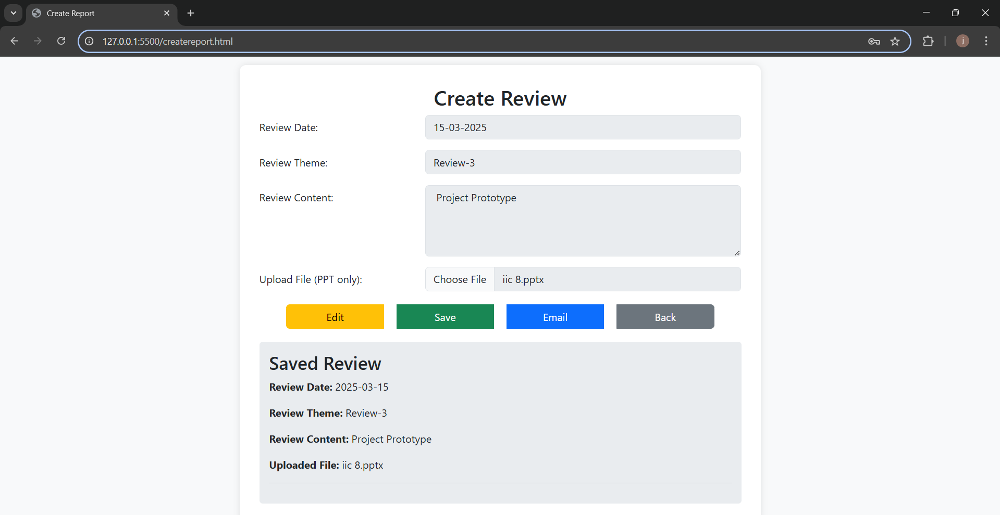 Create Report
127.0.0.1:5500/createreport.html
j
Create Review
Review Date: 15-03-2025
Review Theme: Review-3
Review Content: Project Prototype
Upload File (PPT only): Choose File iic 8.pptx
Edit Save Email Back
Saved Review
Review Date: 2025-03-15
Review Theme: Review-3
Review Content: Project Prototype
Uploaded File: iic 8.pptx